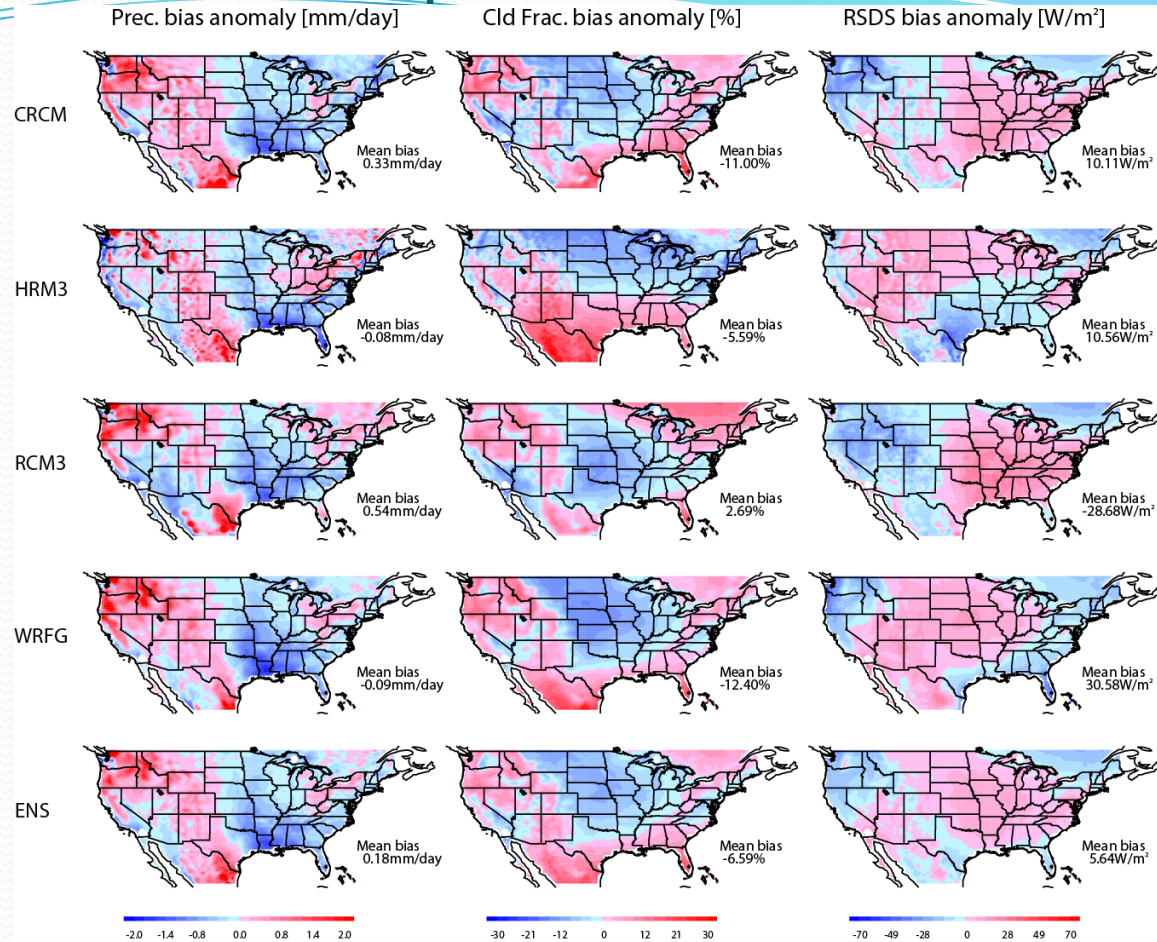 Prec. bias anomaly [mm/day]
Cld Frac. bias anomaly [%]
RSDS bias anomaly [W/m²]
CRCM
Mean bias
0.33mm/day
Mean bias
-11.00%
Mean bias
10.11W/m²
HRM3
Mean bias
-0.08mm/day
Mean bias
-5.59%
Mean bias
10.56W/m²
RCM3
Mean bias
0.54mm/day
Mean bias
2.69%
Mean bias
-28.68W/m²
WRFG
Mean bias
-0.09mm/day
Mean bias
-12.40%
Mean bias
30.58W/m²
ENS
Mean bias
0.18mm/day
Mean bias
-6.59%
Mean bias
5.64W/m²
-2.0 -1.4 -0.8 0.0 0.8 1.4 2.0
-30 -21 -12 0 12 21 30
-70 -49 -28 0 28 49 70